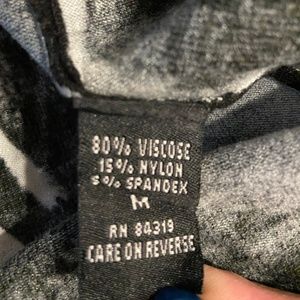 80% VISCOSE
15% NYLON
5% SPANDEX
M
RN 84319
CARE ON REVERSE